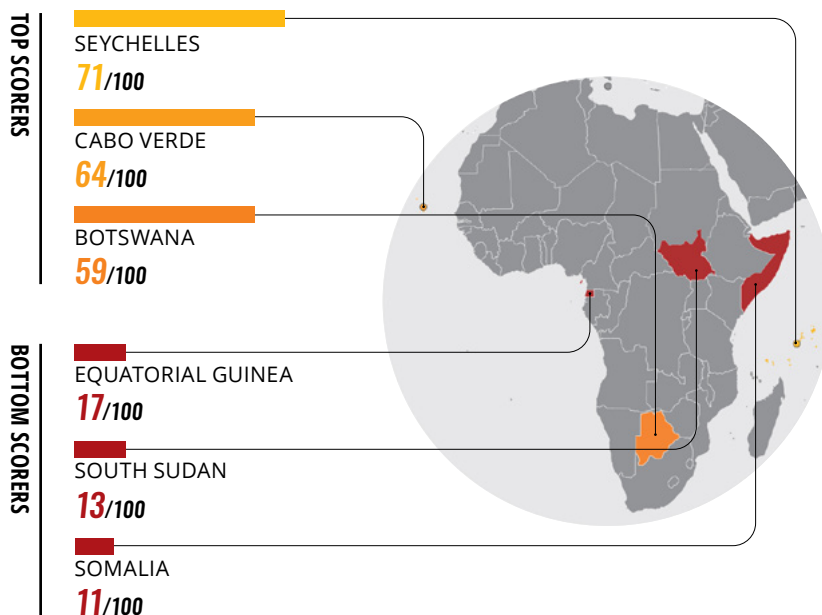 TOP SCORERS
SEYCHELLES
71/100
CABO VERDE
64/100
BOTSWANA
59/100
BOTTOM SCORERS
EQUATORIAL GUINEA
17/100
SOUTH SUDAN
13/100
SOMALIA
11/100